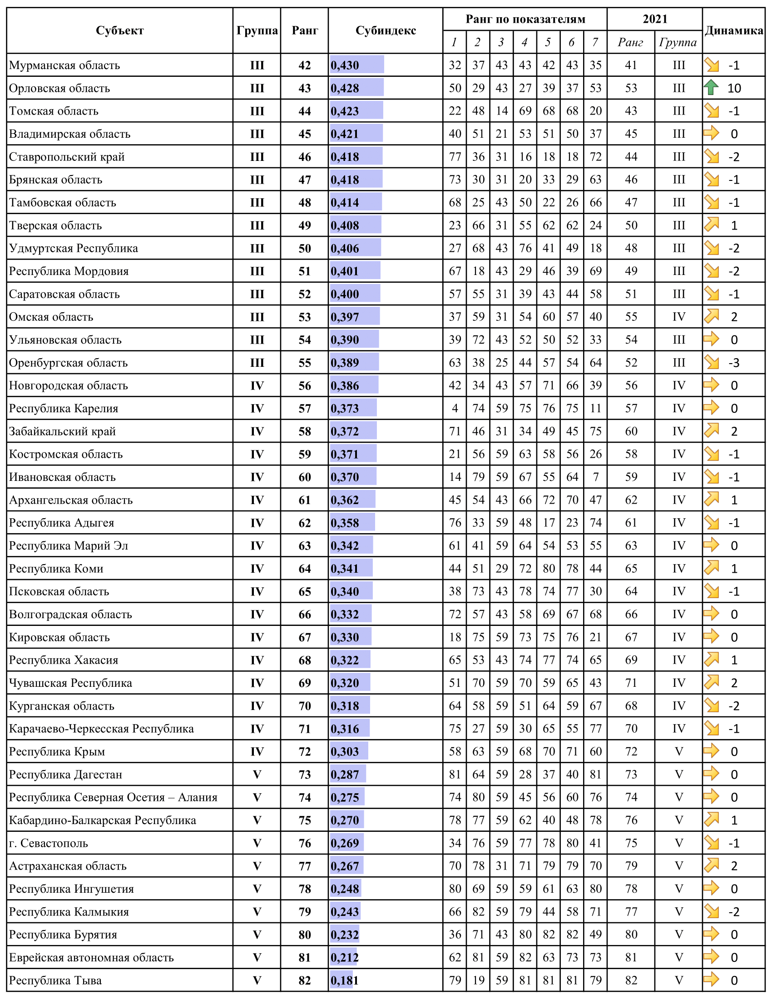 Субъект Группа Ранг Субиндекс Ранг по показателям 2021 Динамика
1 2 3 4 5 6 7 Ранг Группа
Мурманская область III 42 0,430 32 37 43 43 42 43 35 41 III -1
Орловская область III 43 0,428 50 29 43 27 39 37 53 53 III 10
Томская область III 44 0,423 22 48 14 69 68 68 20 43 III -1
Владимирская область III 45 0,421 40 51 21 53 51 50 37 45 III 0
Ставропольский край III 46 0,418 77 36 31 16 18 18 72 44 III -2
Брянская область III 47 0,418 73 30 31 20 33 29 63 46 III -1
Тамбовская область III 48 0,414 68 25 43 50 22 26 66 47 III -1
Тверская область III 49 0,408 23 66 31 55 62 62 24 50 III 1
Удмуртская Республика III 50 0,406 27 68 43 76 41 49 18 48 III -2
Республика Мордовия III 51 0,401 67 18 43 29 46 39 69 49 III -2
Саратовская область III 52 0,400 57 55 31 39 43 44 58 51 III -1
Омская область III 53 0,397 37 59 31 54 60 57 40 55 IV 2
Ульяновская область III 54 0,390 39 72 43 52 50 52 33 54 III 0
Оренбургская область III 55 0,389 63 38 25 44 57 54 64 52 III -3
Новгородская область IV 56 0,386 42 34 43 57 71 66 39 56 IV 0
Республика Карелия IV 57 0,373 4 74 59 75 76 75 11 57 IV 0
Забайкальский край IV 58 0,372 71 46 31 34 49 45 75 60 IV 2
Костромская область IV 59 0,371 21 56 59 63 58 56 26 58 IV -1
Ивановская область IV 60 0,370 14 79 59 67 55 64 7 59 IV -1
Архангельская область IV 61 0,362 45 54 43 66 72 70 47 62 IV 1
Республика Адыгея IV 62 0,358 76 33 59 48 17 23 74 61 IV -1
Республика Марий Эл IV 63 0,342 61 41 59 64 54 53 55 63 IV 0
Республика Коми IV 64 0,341 44 51 29 72 80 78 44 65 IV 1
Псковская область IV 65 0,340 38 73 43 78 74 77 30 64 IV -1
Волгоградская область IV 66 0,332 72 57 43 58 69 67 68 66 IV 0
Кировская область IV 67 0,330 18 75 59 73 75 76 21 67 IV 0
Республика Хакасия IV 68 0,322 65 53 43 74 77 74 65 69 IV 1
Чувашская Республика IV 69 0,320 51 70 59 70 59 65 43 71 IV 2
Курганская область IV 70 0,318 64 58 59 51 64 59 67 68 IV -2
Карачаево-Черкесская Республика IV 71 0,316 75 27 59 30 65 55 77 70 IV -1
Республика Крым IV 72 0,303 58 63 59 68 70 71 60 72 V 0
Республика Дагестан V 73 0,287 81 64 59 28 37 40 81 73 V 0
Республика Северная Осетия – Алания V 74 0,275 74 80 59 45 56 60 76 74 V 0
Кабардино-Балкарская Республика V 75 0,270 78 77 59 62 40 48 78 76 V 1
г. Севастополь V 76 0,269 34 76 59 77 78 80 41 75 V -1
Астраханская область V 77 0,267 70 78 31 71 79 79 70 79 V 2
Республика Ингушетия V 78 0,248 80 69 59 59 61 63 80 78 V 0
Республика Калмыкия V 79 0,243 66 82 59 79 44 58 71 77 V -2
Республика Бурятия V 80 0,232 36 71 43 80 82 82 49 80 V 0
Еврейская автономная область V 81 0,212 62 81 59 82 63 73 73 81 V 0
Республика Тыва V 82 0,181 79 19 59 81 81 81 79 82 V 0